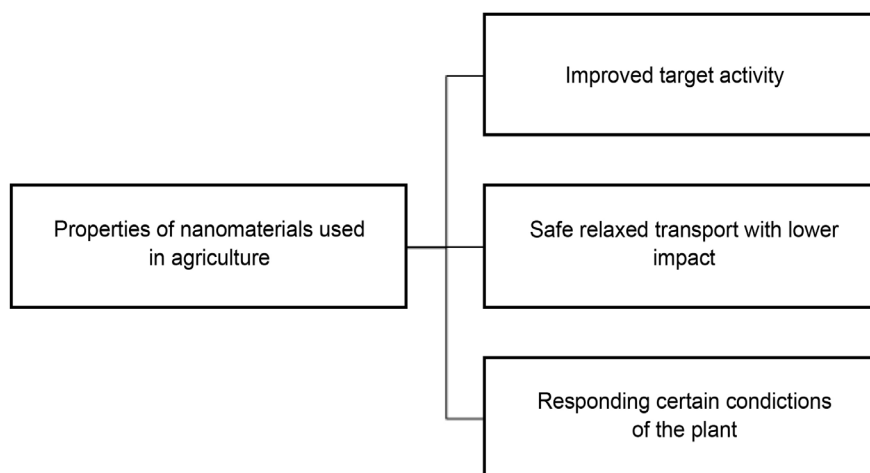 Improved target activity
Properties of nanomaterials used
in agriculture
Safe relaxed transport with lower
impact
Responding certain condictions
of the plant